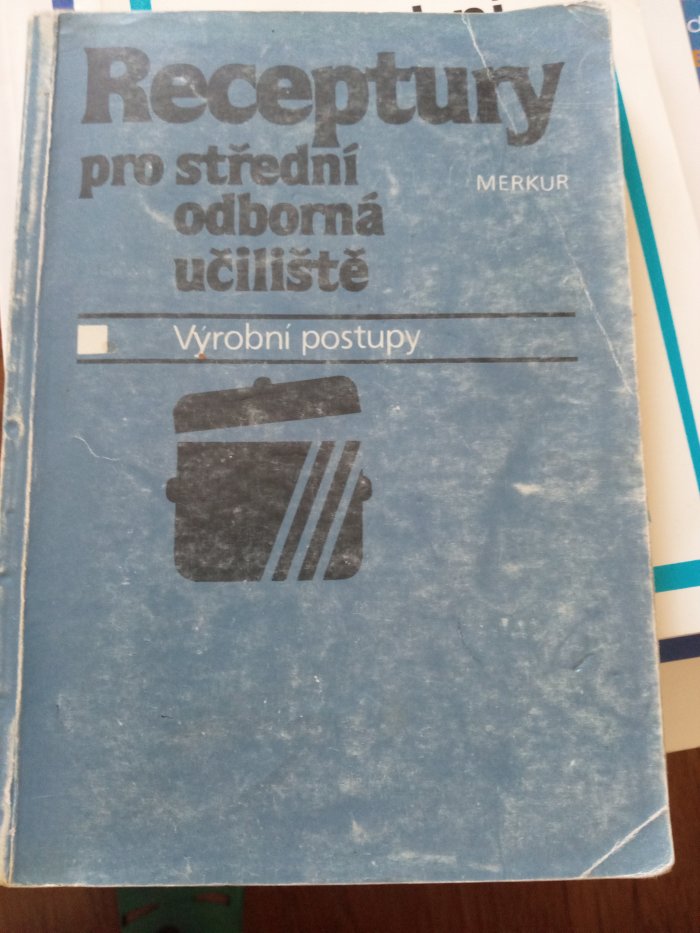 Receptury
pro střední
odborná
učiliště
MERKUR
Výrobní postupy